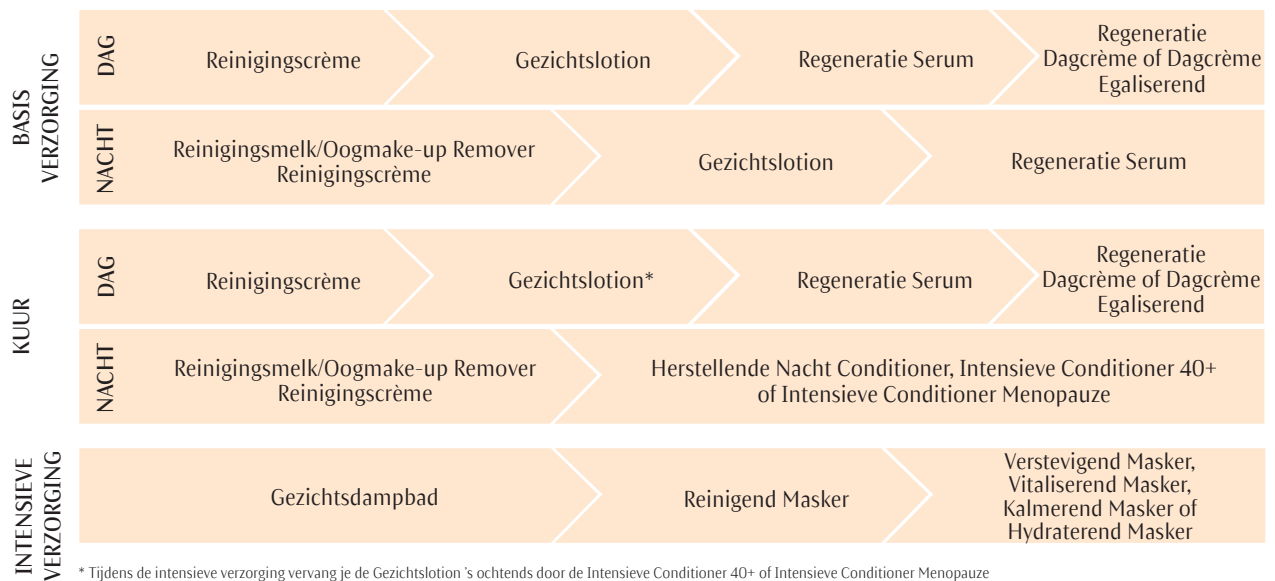 BASIS
VERZORGING
DAG
Reinigingscrème
Gezichtslotion
Regeneratie Serum
Regeneratie
Dagcrème of Dagcrème
Egaliserend
NACHT
Reinigingsmelk/Oogmake-up Remover
Reinigingscrème
Gezichtslotion
Regeneratie Serum
KUUR
DAG
Reinigingscrème
Gezichtslotion*
Regeneratie Serum
Regeneratie
Dagcrème of Dagcrème
Egaliserend
NACHT
Reinigingsmelk/Oogmake-up Remover
Reinigingscrème
Herstellende Nacht Conditioner, Intensieve Conditioner 40+
of Intensieve Conditioner Menopauze
INTENSIEVE
VERZORGING
Gezichtsdampbad
Reinigend Masker
Verstevigend Masker,
Vitaliserend Masker,
Kalmerend Masker of
Hydraterend Masker
* Tijdens de intensieve verzorging vervang je de Gezichtslotion 's ochtends door de Intensieve Conditioner 40+ of Intensieve Conditioner Menopauze